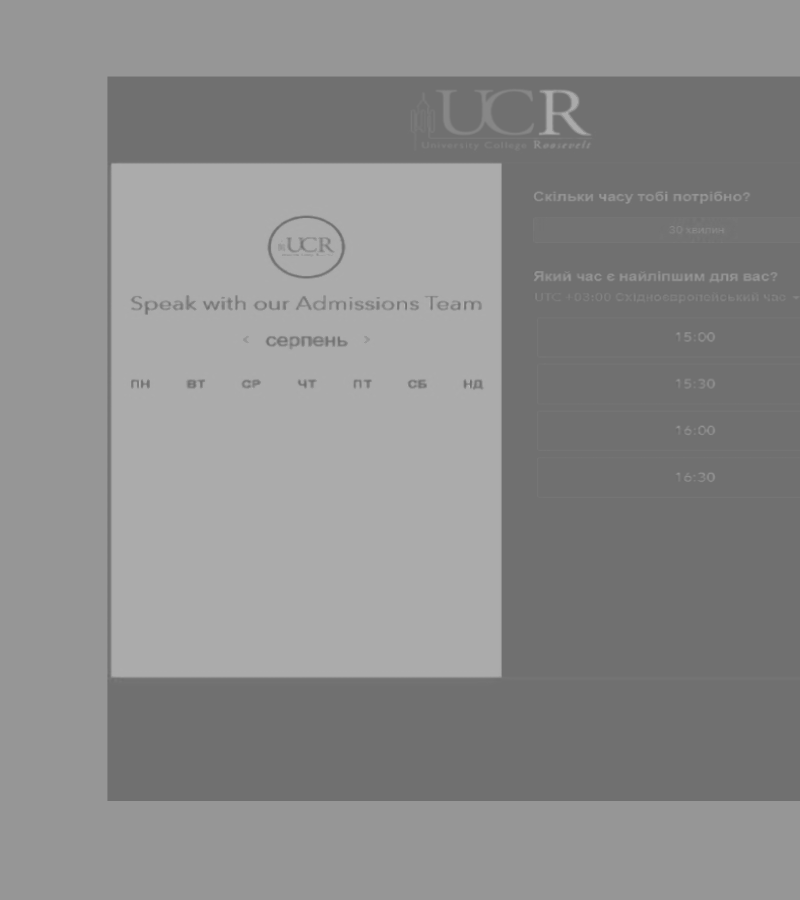 UCR
University College Roosevelt
UCR
Speak with our Admissions Team
< серпень >
ПН ВТ СР ЧТ ПТ СБ НД
Скільки часу тобі потрібно?
30 хвилин
Який час є найліпшим для вас?
UTC +03:00 Східноєвропейський час
15:00
15:30
16:00
16:30